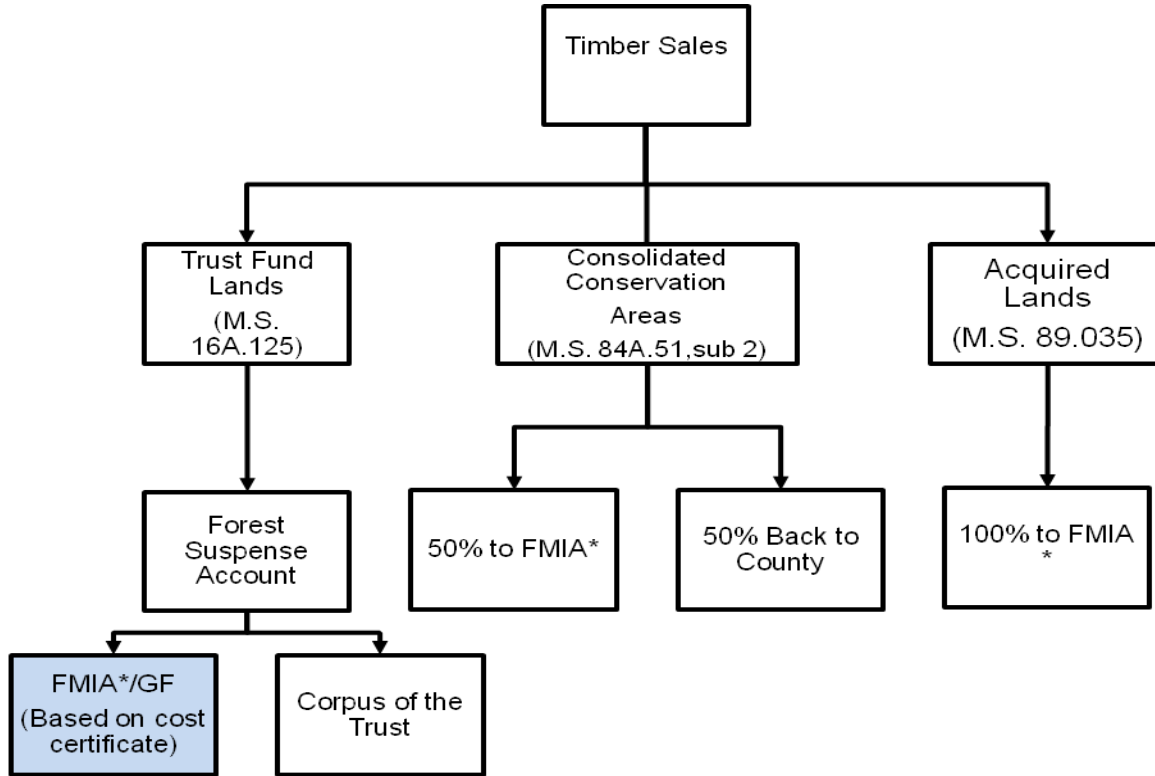 Timber Sales
Trust Fund
Lands
(M.S.
16A.125)
Consolidated
Conservation
Areas
(M.S. 84A.51,sub 2)
Acquired
Lands
(M.S. 89.035)
Forest
Suspense
Account
50% to FMIA*
50% Back to
County
100% to FMIA
*
FMIA*/GF
(Based on cost
certificate)
Corpus of the
Trust